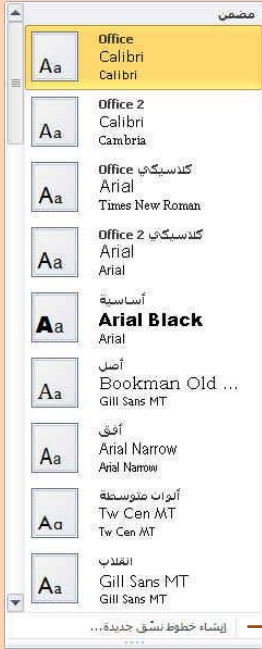 مضمن
Office
Aa
Calibri
Calibri
Office 2
Aa
Calibri
Cambria
كلاسيكي Office
Aa
Arial
Times New Roman
كلاسيكي Office 2
Aa
Arial
Arial
أساسية
Aa
Arial Black
Arial
أصل
Aa
Bookman Old ...
Gill Sans MT
أفق
Aa
Arial Narrow
Arial Narrow
ألوان متوسطة
Aa
Tw Cen MT
Tw Cen MT
انقلاب
Aa
Gill Sans MT
Gill Sans MT
إنشاء خطوط نسّق جديدة...